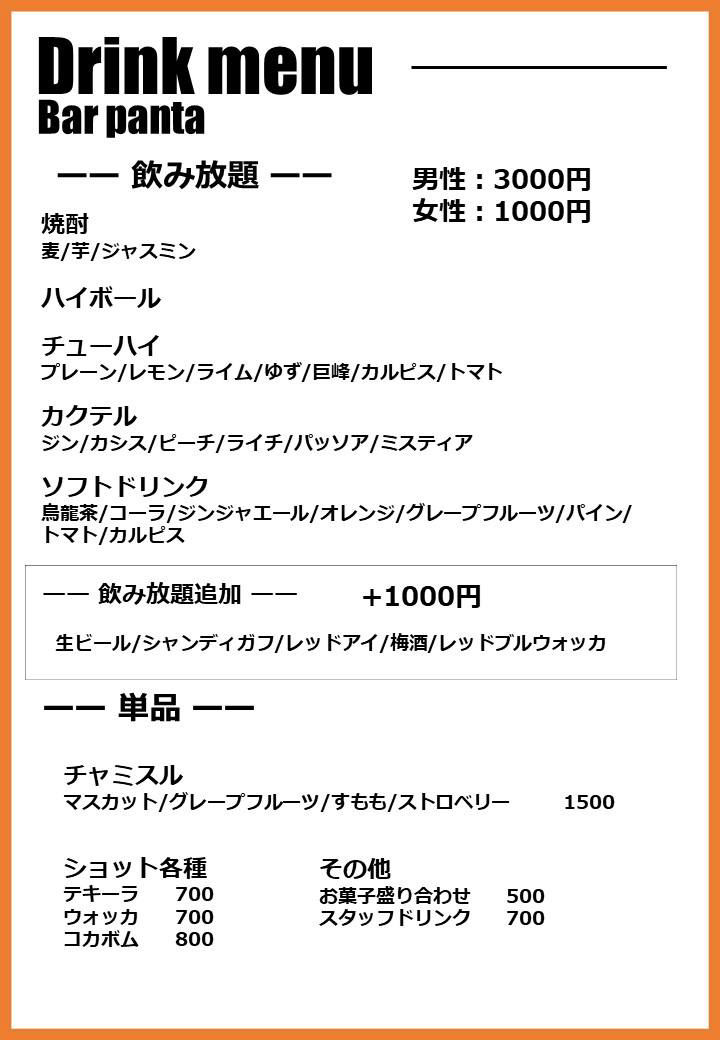 Drink menu
Bar panta
—— 飲み放題 ——
男性：3000円
女性：1000円
焼酎
麦/芋/ジャスミン
ハイボール
チューハイ
プレーン/レモン/ライム/ゆず/巨峰/カルピス/トマト
カクテル
ジン/カシス/ピーチ/ライチ/パッソア/ミスティア
ソフトドリンク
烏龍茶/コーラ/ジンジャエール/オレンジ/グレープフルーツ/パイン/
トマト/カルピス
—— 飲み放題追加 —— +1000円
生ビール/シャンディガフ/レッドアイ/梅酒/レッドブルウォッカ
—— 単品 ——
チャミスル
マスカット/グレープフルーツ/すもも/ストロベリー 1500
ショット各種
テキーラ 700
ウォッカ 700
コカボム 800
その他
お菓子盛り合わせ 500
スタッフドリンク 700